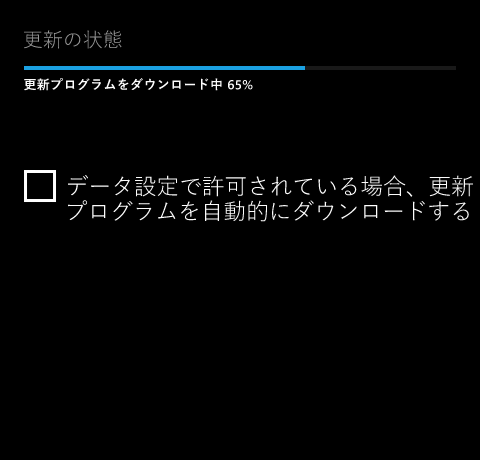 更新の状態
更新プログラムをダウンロード中 65%
データ設定で許可されている場合、更新
プログラムを自動的にダウンロードする